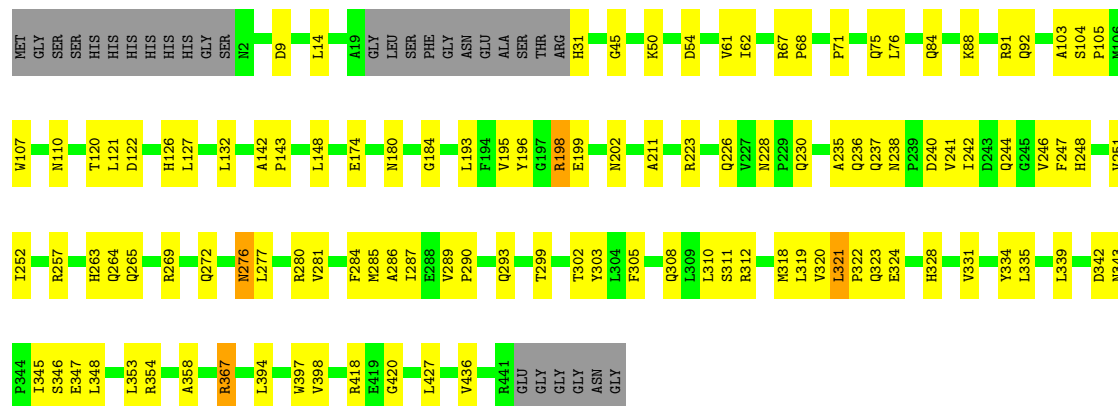 MET GLY SER SER HIS HIS HIS HIS HIS HIS GLY SER N2 D9 L14 A19 GLY LEU SER PHE GLY ASN GLU ALA SER THR ARG H31 G45 K50 D54 V61 I62 R67 P68 P71 Q75 L76 Q84 K88 R91 Q92 A103 S104 P105 M106
W107 N110 T120 L121 D122 H126 L127 L132 A142 P143 L148 E174 N180 G184 L193 F194 V195 Y196 G197 R198 E199 N202 A211 R223 Q226 V227 N228 P229 Q230 A235 Q236 Q237 N238 P239 D240 V241 I242 D243 Q244 G245 V246 F247 H248
I252 R257 H263 Q264 Q265 R269 Q272 N276 L277 R280 V281 F284 M285 A286 I287 E288 V289 P290 Q293 T299 T302 Y303 L304 F305 Q308 L309 L310 S311 R312 M318 L319 V320 L321 P322 Q323 E324 H328 V331 Y334 L335 L339 D342
P344 I345 S346 E347 L348 L353 R354 A358 R367 L394 W397 V398 R418 E419 G420 L427 V436 R441 GLU GLY GLY GLY ASN GLY